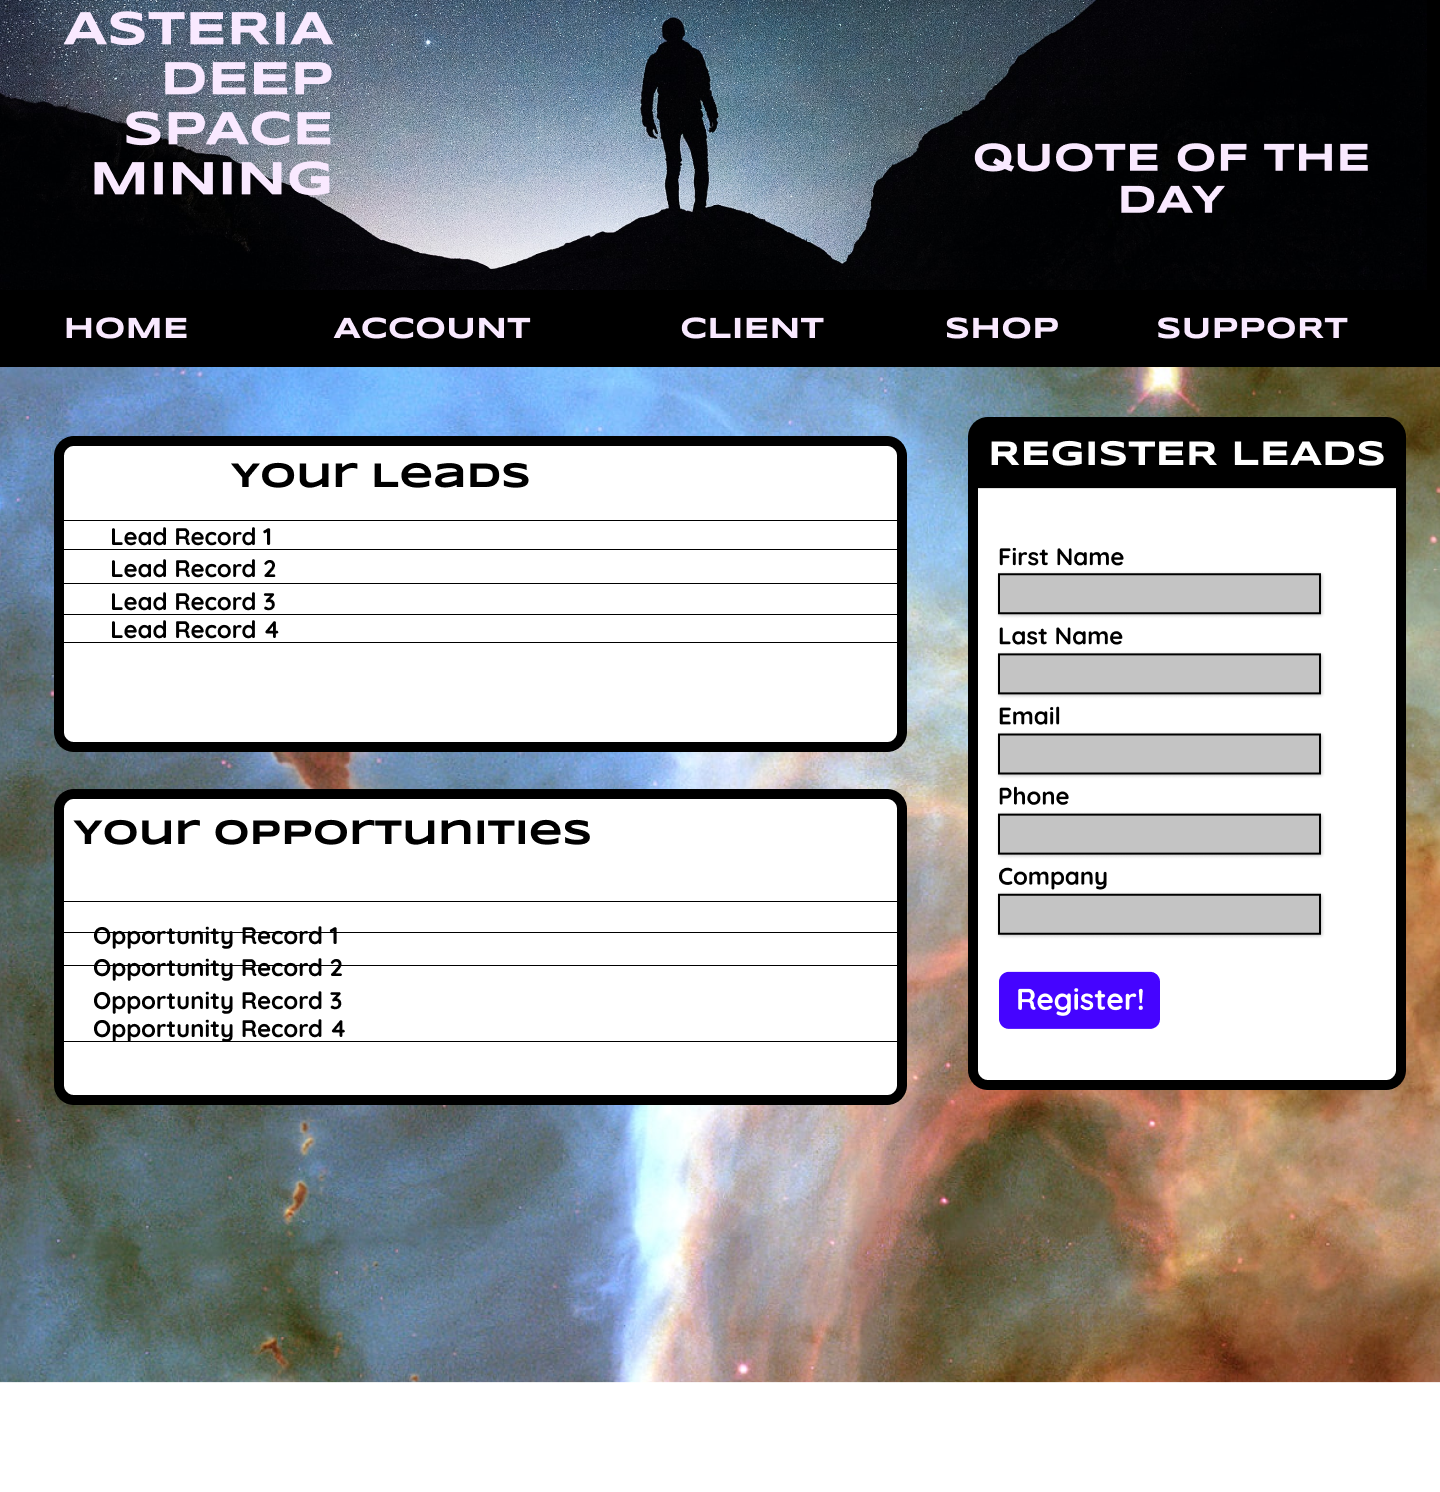 ASTERIA
DEEP
SPACE
MINING
QUOTE OF THE
DAY
HOME
ACCOUNT
CLIENT
SHOP
SUPPORT
Your Leads
Lead Record 1
Lead Record 2
Lead Record 3
Lead Record 4
Your Opportunities
Opportunity Record 1
Opportunity Record 2
Opportunity Record 3
Opportunity Record 4
REGISTER LEADS
First Name
Last Name
Email
Phone
Company
Register!